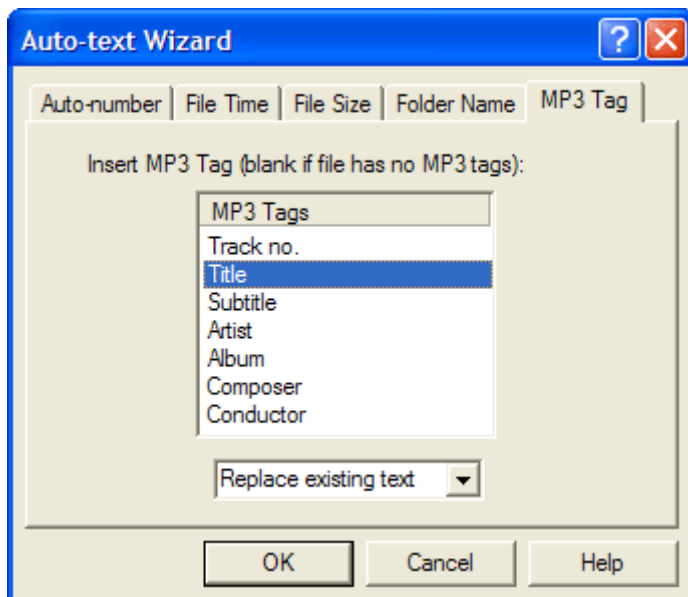 Auto-text Wizard
Auto-number File Time File Size Folder Name MP3 Tag
Insert MP3 Tag (blank if file has no MP3 tags):
MP3 Tags
Track no.
Title
Subtitle
Artist
Album
Composer
Conductor
Replace existing text
OK Cancel Help